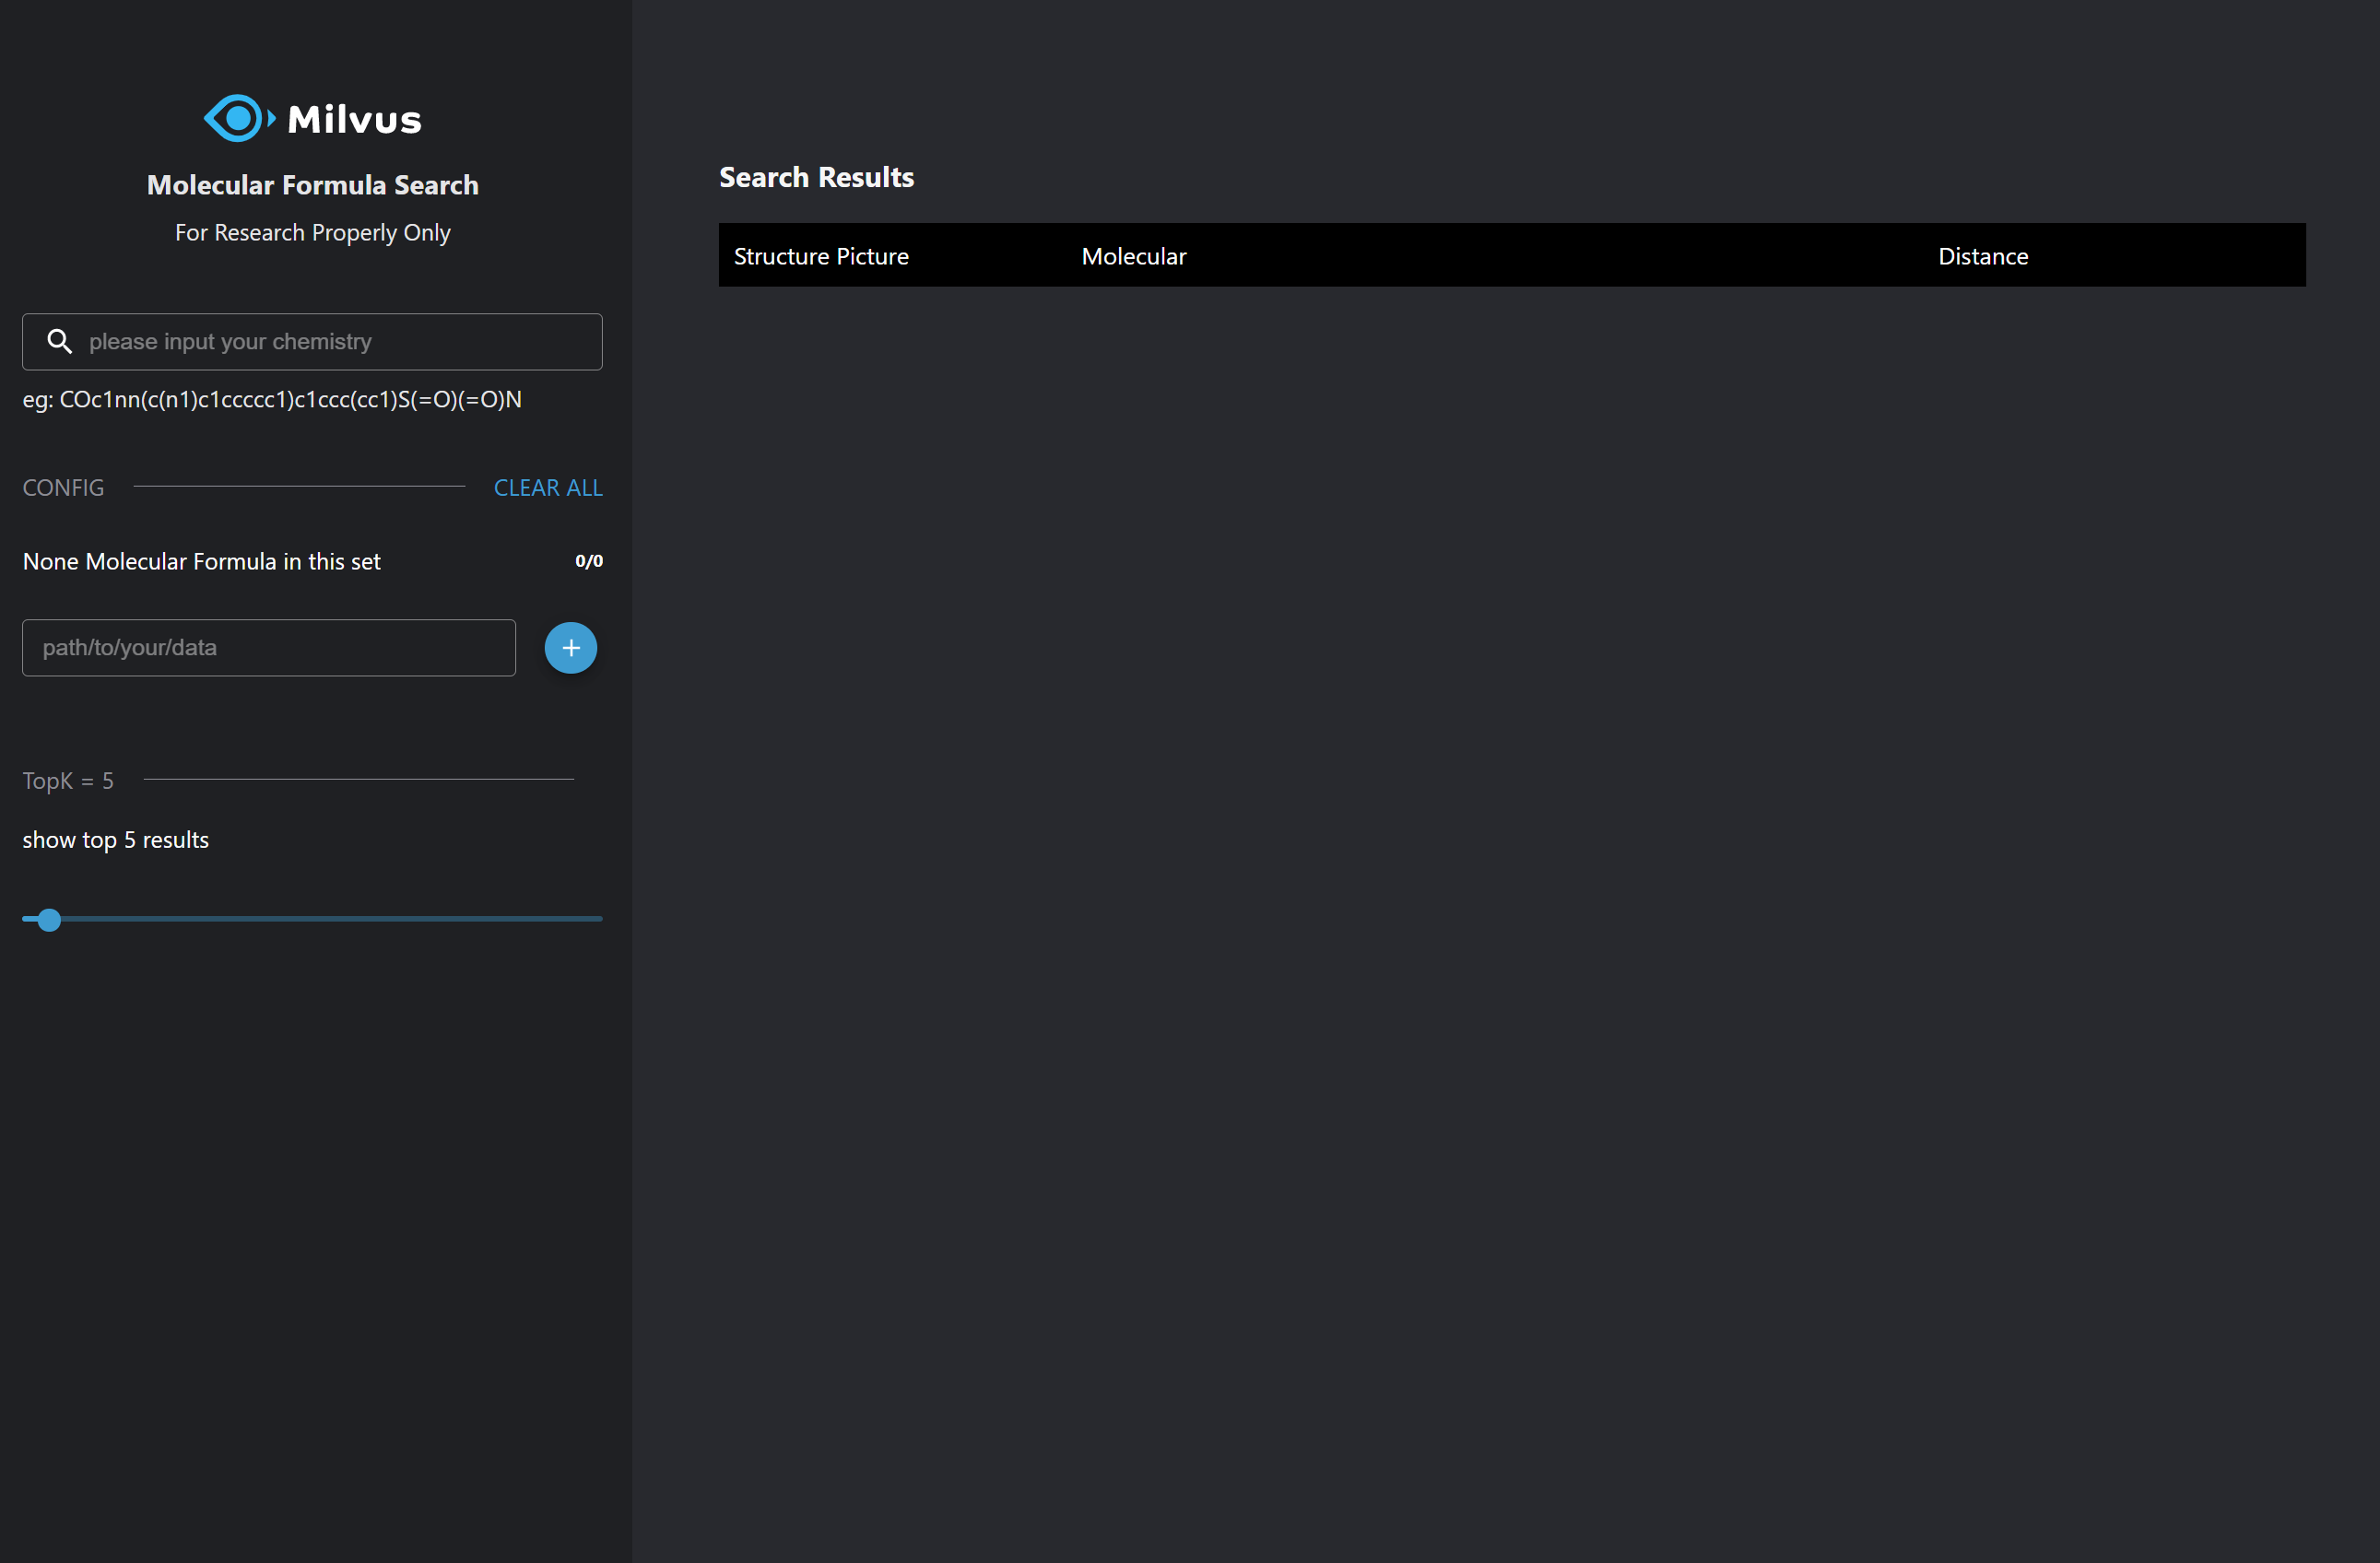 Milvus
Molecular Formula Search
For Research Properly Only
please input your chemistry
eg: COc1nn(c(n1)c1ccccc1)c1ccc(cc1)S(=O)(=O)N
CONFIG CLEAR ALL
None Molecular Formula in this set 0/0
path/to/your/data
TopK = 5
show top 5 results
Search Results
Structure Picture Molecular Distance